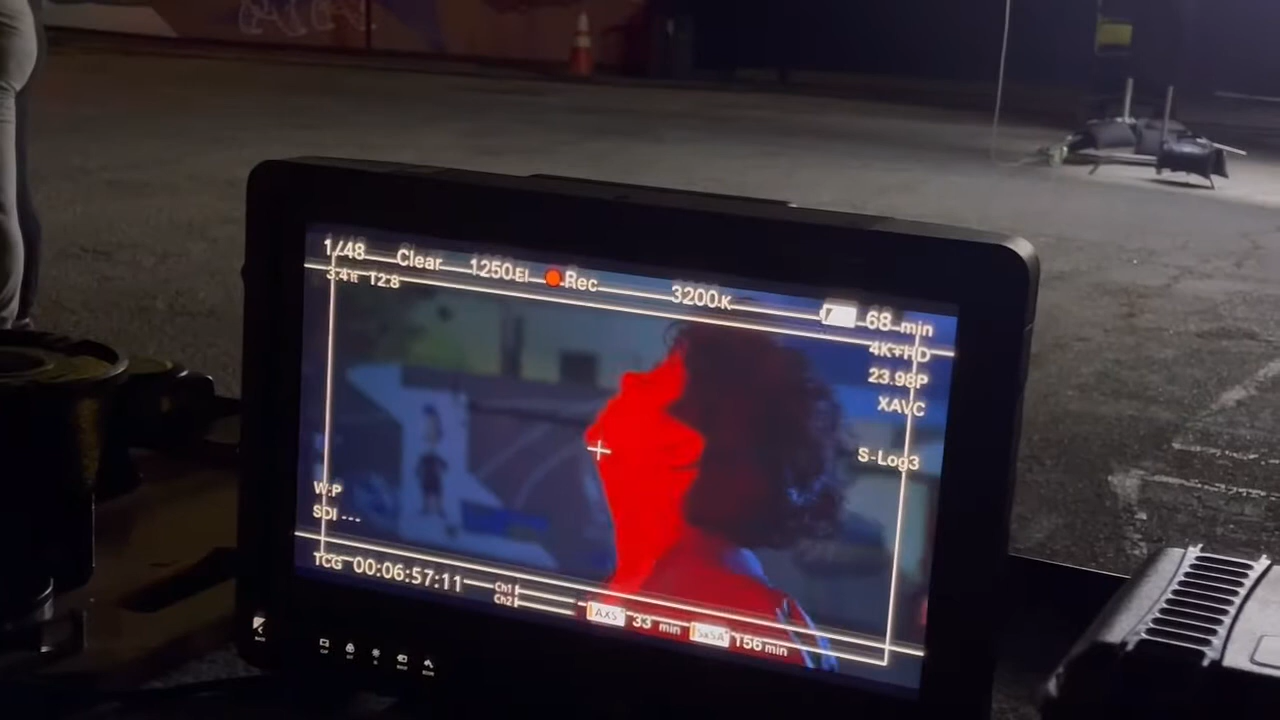 1/48 Clear 1250EI Rec 3200K 68 min
3.4ft T2:8
4K+HD
23.98P
XAVC
S-Log3
W:P
SDI ---
TCG 00:06:57:11
Ch1
Ch2
AXS 33 min SxSA 156 min